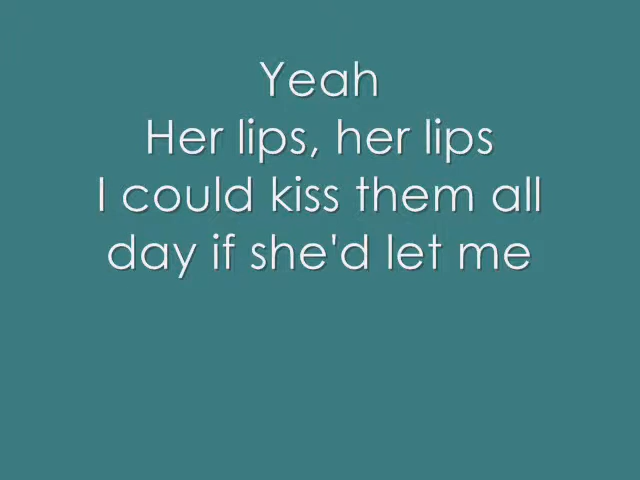 Yeah
Her lips, her lips
I could kiss them all
day if she'd let me